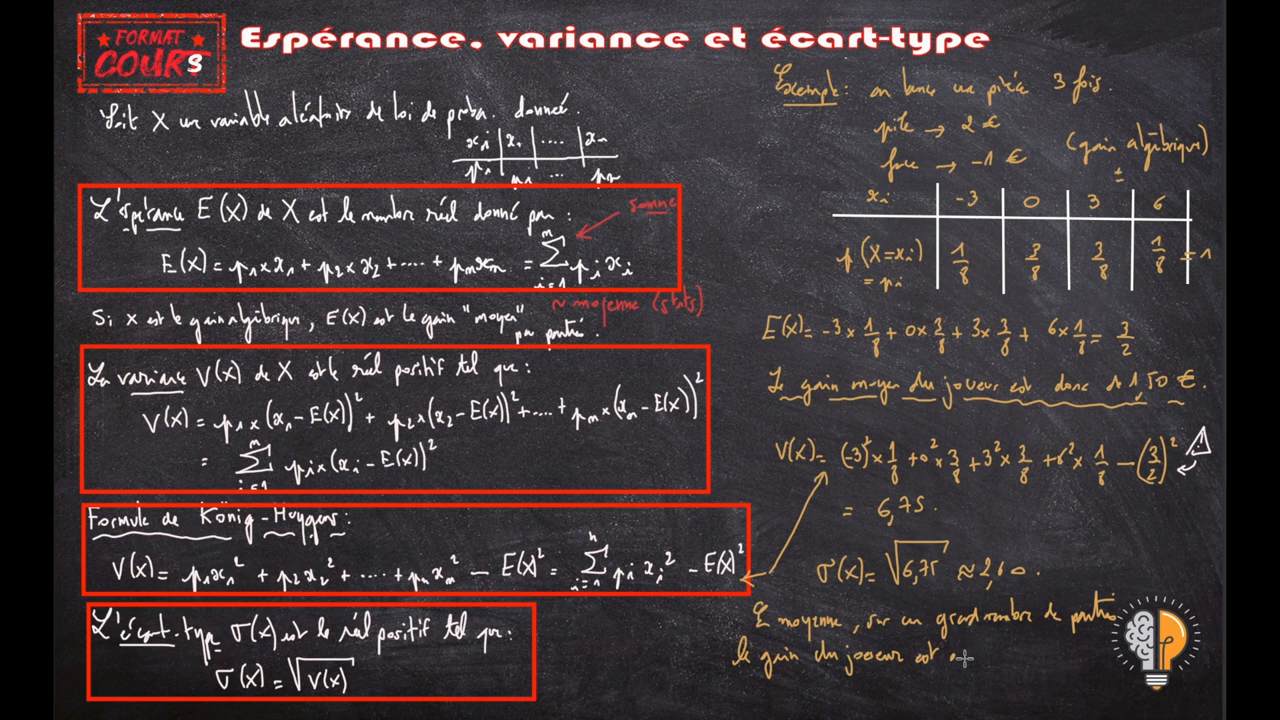 FORMAT
COURS
Espérance, variance et écart-type
Soit X une variable aléatoire de loi de proba. donnée.
xi | x1 | .... | xn
pi | p1 | ... | pn
L'espérance E(X) de X est le nombre réel donné par :
somme
E(X) = p1 × x1 + p2 × x2 + .... + pn xn = ∑ i=1 n pi xi
~ moyenne (stats)
Si X est le gain algébrique, E(X) est le gain "moyen"
par partie.
La variance V(X) de X est le réel positif tel que :
V(X) = p1 × (x1 − E(X))² + p2 × (x2 − E(X))² + .... + pn × (xn − E(X))²
= ∑ i=1 n pi × (xi − E(X))²
Formule de König-Huygens :
V(X) = p1x1² + p2x2² + .... + pnxn² − E(X)² = ∑ i=1 n pi xi² − E(X)²
L'écart-type σ(X) est le réel positif tel que :
σ(X) = √V(X)
Exemple : on lance une pièce 3 fois.
pile → 2 €
face → -1 €
(gain algébrique)
±
xi | -3 | 0 | 3 | 6
p(X = xi) = pi | 1/8 | 3/8 | 3/8 | 1/8 = 1
E(X) = -3 × 1/8 + 0 × 3/8 + 3 × 3/8 + 6 × 1/8 = 3/2
Le gain moyen du joueur est donc de 1,50 €.
V(X) = (-3)² × 1/8 + 0² × 3/8 + 3² × 3/8 + 6² × 1/8 − (3/2)²
= 6,75.
σ(X) = √6,75 ≈ 2,60.
E moyenne, sur un grand nombre de parties
le gain du joueur est